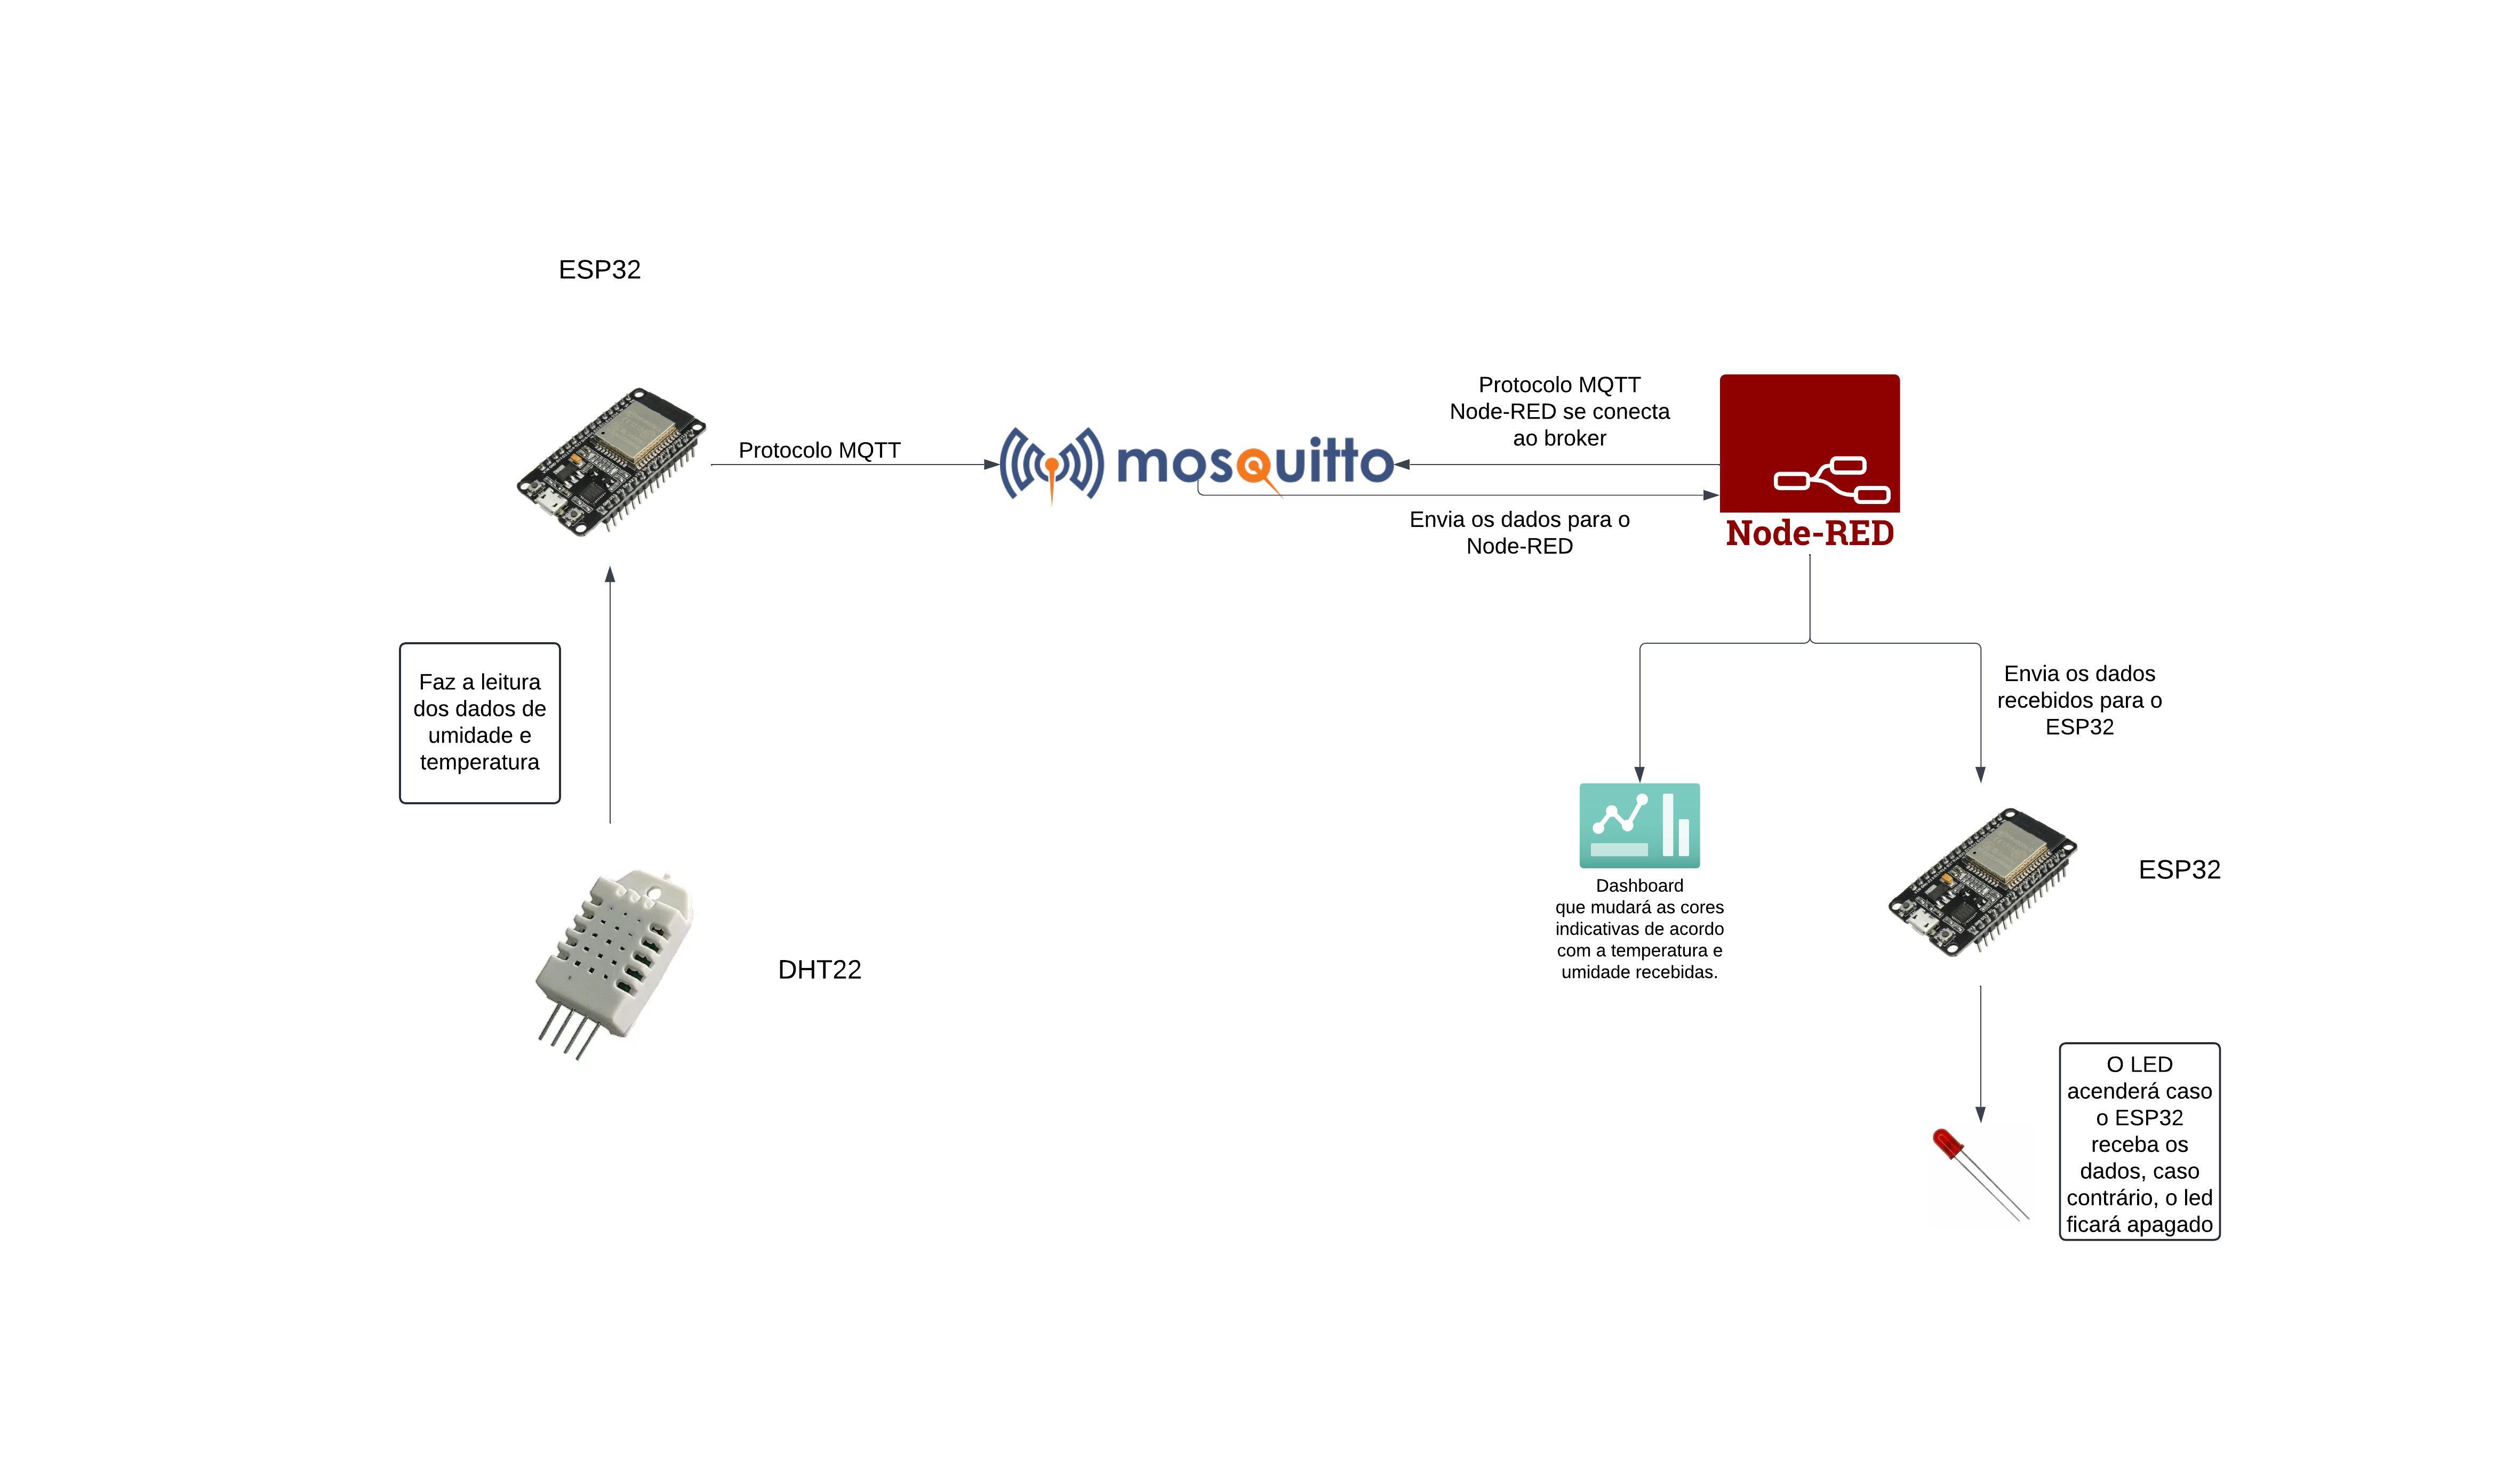 ESP32
Protocolo MQTT
mosquitto
Protocolo MQTT
Node-RED se conecta
ao broker
Envia os dados para o
Node-RED
Node-RED
Faz a leitura
dos dados de
umidade e
temperatura
Envia os dados
recebidos para o
ESP32
DHT22
Dashboard
que mudará as cores
indicativas de acordo
com a temperatura e
umidade recebidas.
ESP32
O LED
acenderá caso
o ESP32
receba os
dados, caso
contrário, o led
ficará apagado